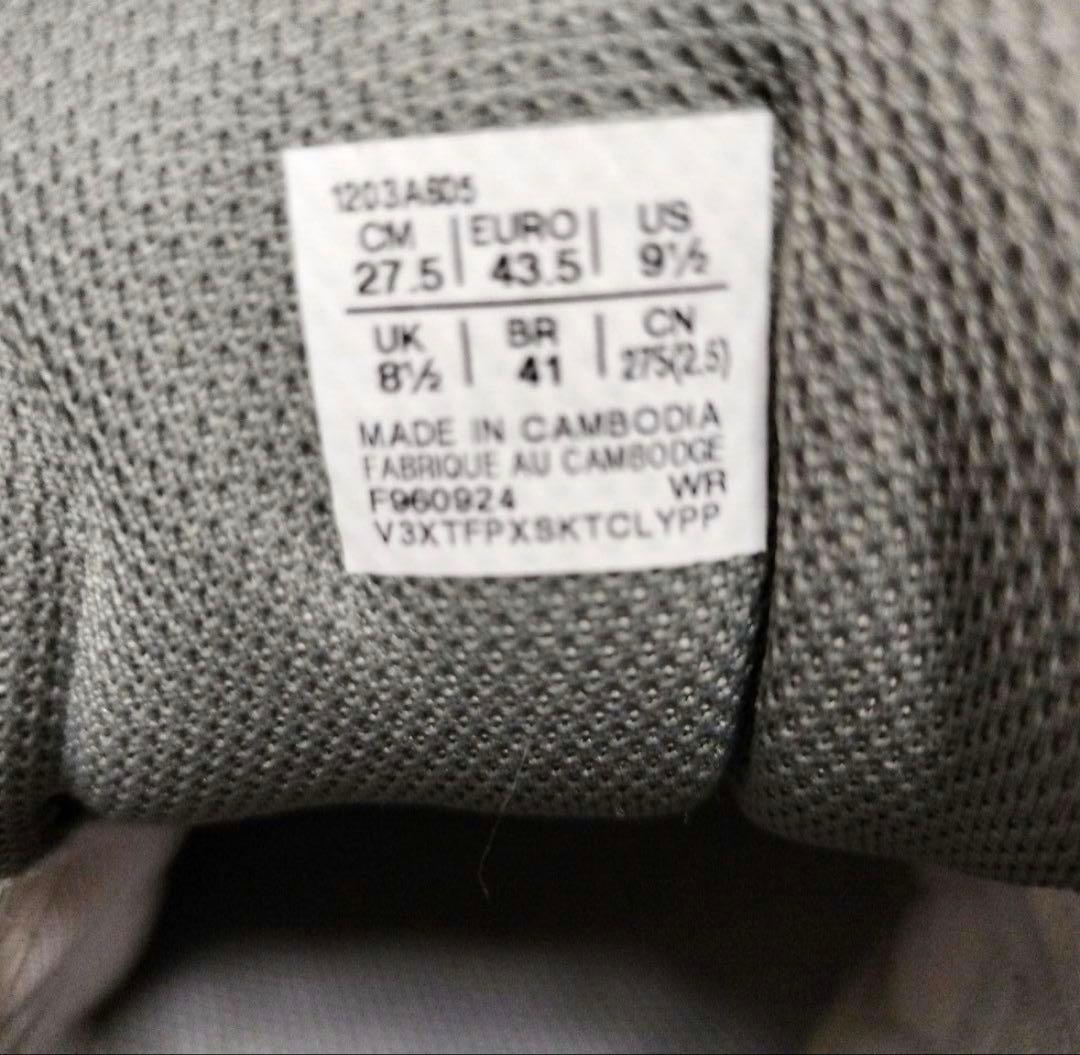 1203A605
CM | EURO | US
27.5 | 43.5 | 9½
UK | BR | CN
8½ | 41 | 275(2.5)
MADE IN CAMBODIA
FABRIQUE AU CAMBODGE
F960924 WR
V3XTFPXSKTCLYPP